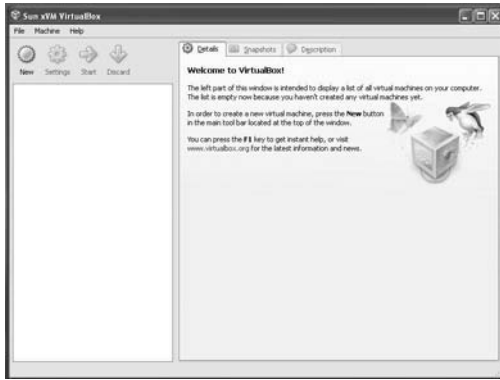 Sun xVM VirtualBox
File Machine Help
New Settings Start Discard
Details Snapshots Description
Welcome to VirtualBox!
The left part of this window is intended to display a list of all virtual machines on your computer.
The list is empty now because you haven't created any virtual machines yet.
In order to create a new virtual machine, press the New button
in the main tool bar located at the top of the window.
You can press the F1 key to get instant help, or visit
www.virtualbox.org for the latest information and news.